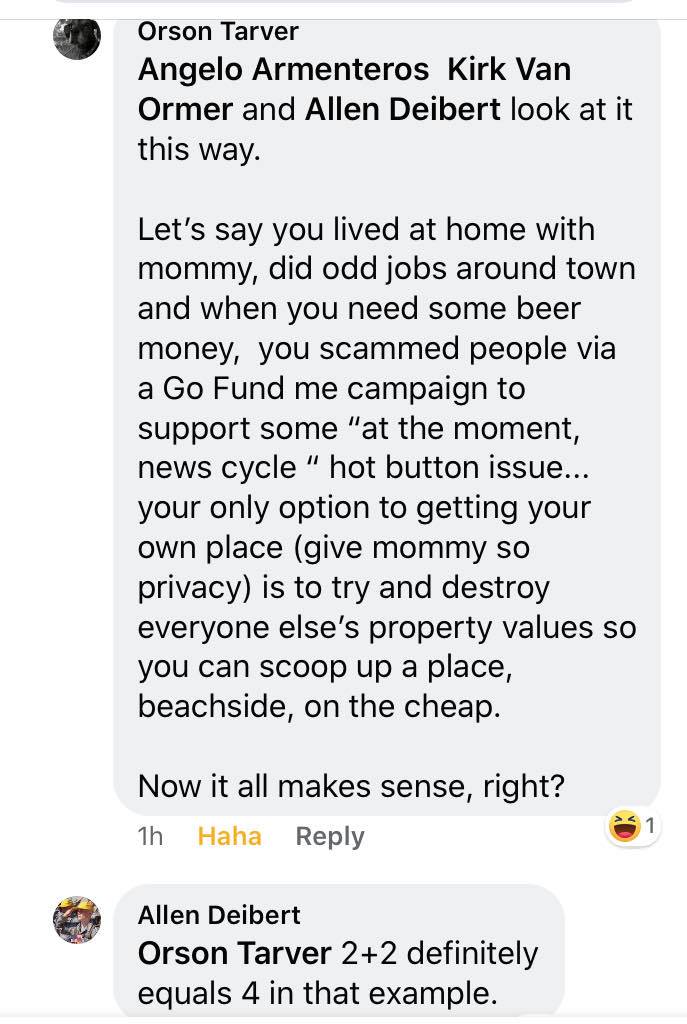 Orson Tarver
Angelo Armenteros  Kirk Van
Ormer and Allen Deibert look at it
this way.
Let’s say you lived at home with
mommy, did odd jobs around town
and when you need some beer
money,  you scammed people via
a Go Fund me campaign to
support some “at the moment,
news cycle “ hot button issue...
your only option to getting your
own place (give mommy so
privacy) is to try and destroy
everyone else’s property values so
you can scoop up a place,
beachside, on the cheap.
Now it all makes sense, right?
1h Haha Reply 1
Allen Deibert
Orson Tarver 2+2 definitely
equals 4 in that example.